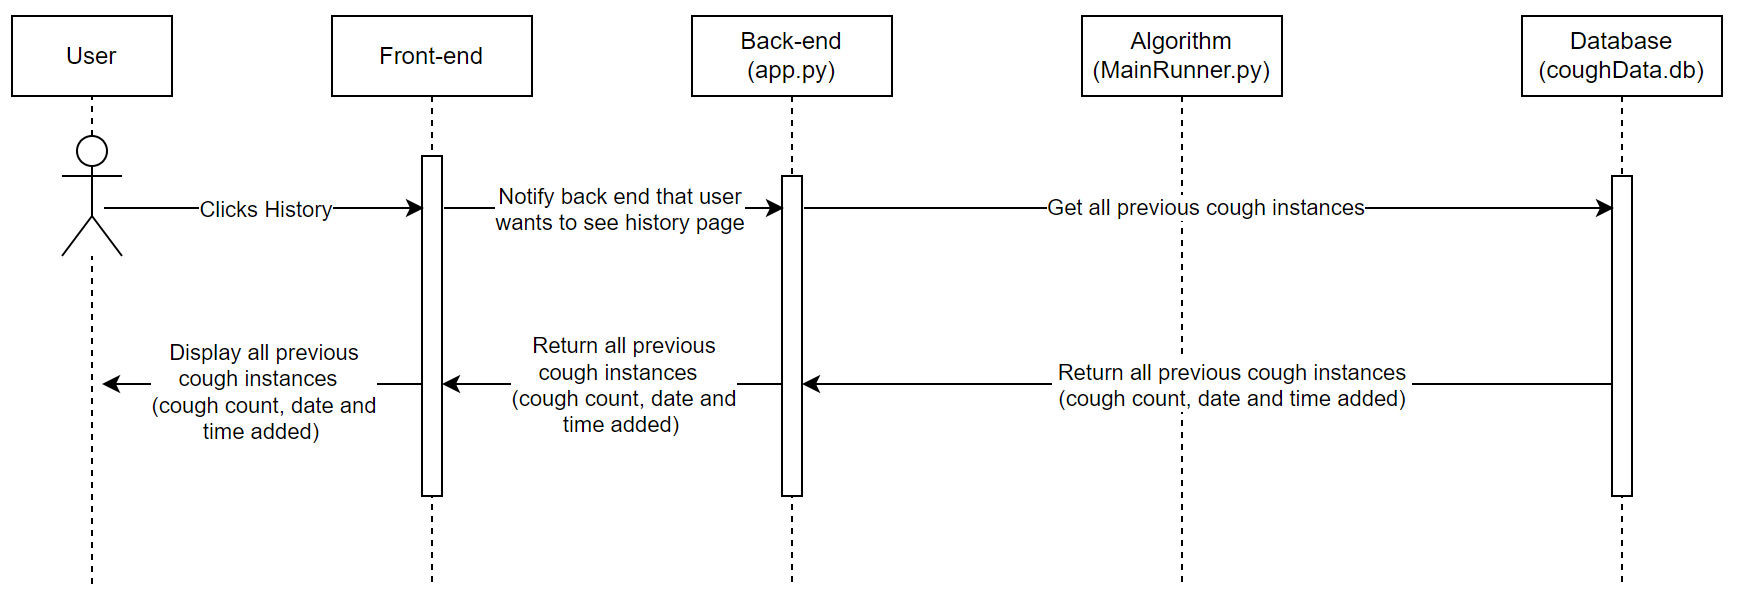 User
Front-end
Back-end
(app.py)
Algorithm
(MainRunner.py)
Database
(coughData.db)
Clicks History
Notify back end that user
wants to see history page
Get all previous cough instances
Display all previous
cough instances
(cough count, date and
time added)
Return all previous
cough instances
(cough count, date and
time added)
Return all previous cough instances
(cough count, date and time added)